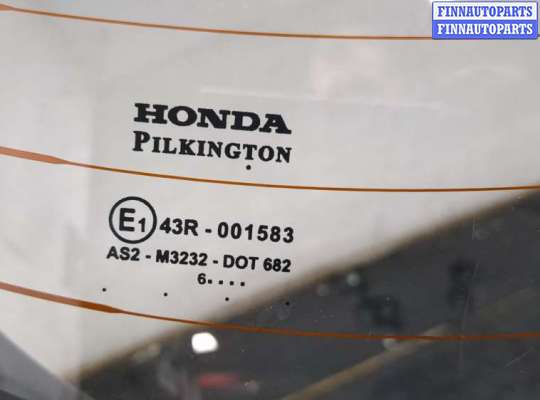 FINNAUTOPARTS
FINNAUTOPARTS
HONDA
PILKINGTON
E1 43R - 001583
AS2 - M3232 - DOT 682
6....